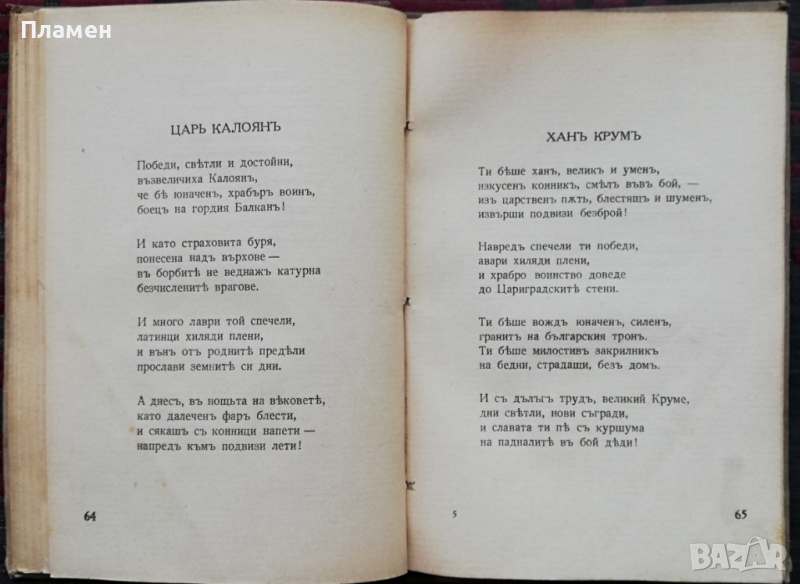 Пламен
ЦАРЬ КАЛОЯНЪ
Победи, свѣтли и достойни,
възвеличиха Калоянъ,
че бѣ юначенъ, храбъръ воинъ,
боецъ на гордия Балканъ!
И като страховита буря,
понесена надъ върхове —
въ борбитѣ не веднажъ катурна
безчисленитѣ врагове.
И много лаври той спечели,
латинци хиляди плени,
и вънъ отъ роднитѣ предѣли
прослави земнитѣ си дни.
А днесъ, въ нощьта на вѣковетѣ,
като далеченъ фаръ блести,
и сякашъ съ конници напети —
напредъ къмъ подвизи лети!
64
ХАНЪ КРУМЪ
Ти бѣше ханъ, великъ и уменъ,
изкусенъ конникъ, смѣлъ въвъ бой, —
изъ царственъ пѫть, блестящъ и шуменъ,
извърши подвизи безброй!
Навредъ спечели ти победи,
авари хиляди плени,
и храбро воинство доведе
до Цариградскитѣ стени.
Ти бѣше вождъ юначенъ, силенъ,
гранитъ на българския тронъ.
Ти бѣше милостивъ закрилникъ
на бедни, страдащи, безъ домъ.
И съ дълъгъ трудъ, великий Круме,
дни свѣтли, нови съгради,
и славата ти пѣ съ куршума
на падналитѣ въ бой дѣди!
5
65
BAZAR